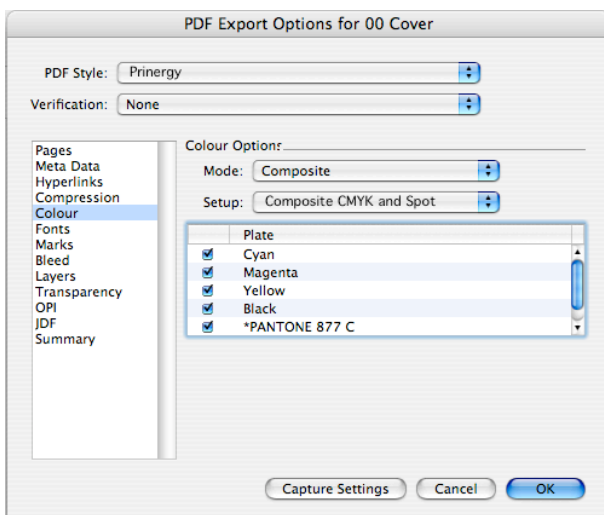 PDF Export Options for 00 Cover
PDF Style: Prinergy
Verification: None
Pages
Meta Data
Hyperlinks
Compression
Colour
Fonts
Marks
Bleed
Layers
Transparency
OPI
JDF
Summary
Colour Options
Mode: Composite
Setup: Composite CMYK and Spot
Plate
Cyan
Magenta
Yellow
Black
*PANTONE 877 C
Capture Settings Cancel OK